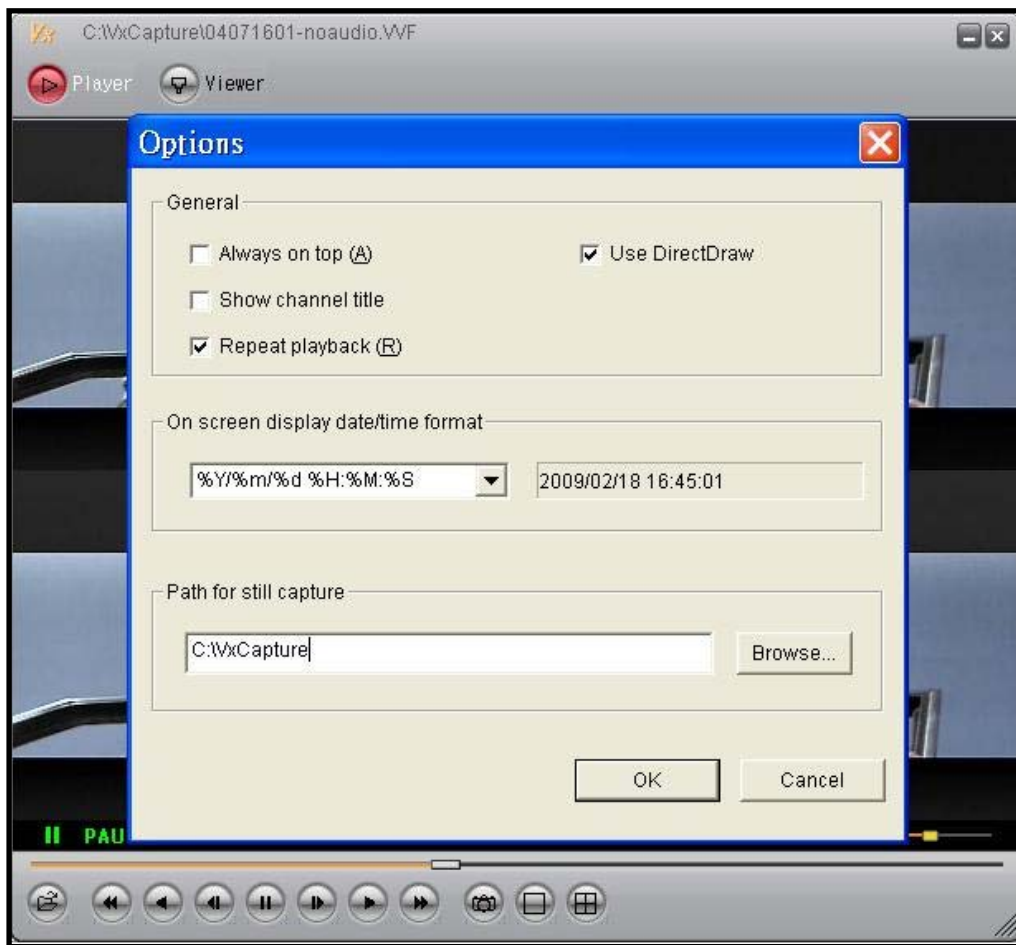 Vx C:\VxCapture\04071601-noaudio.VVF
Player Viewer
Options
General
Always on top (A) Use DirectDraw
Show channel title
Repeat playback (R)
On screen display date/time format
%Y/%m/%d %H:%M:%S 2009/02/18 16:45:01
Path for still capture
C:\VxCapture Browse...
OK Cancel
PAU